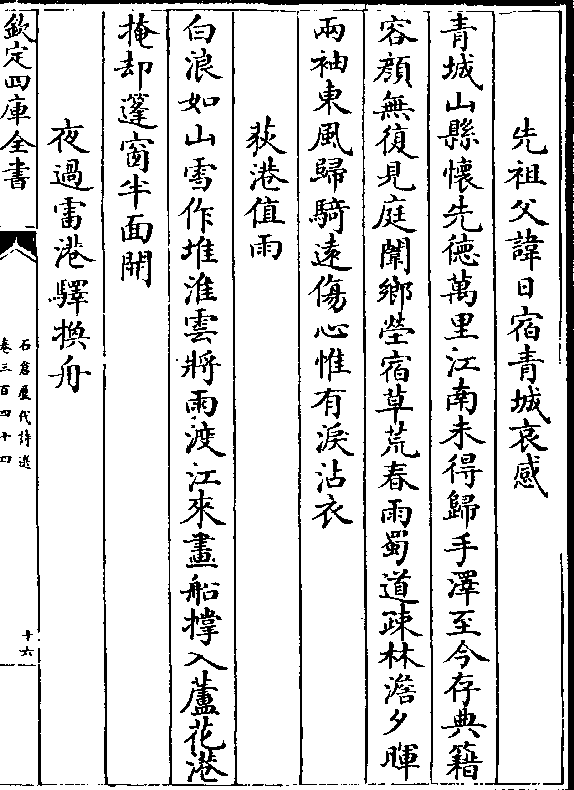 先祖父諱日宿青城哀感
青城山縣懷先德萬里江南未得歸手澤至今存典籍
容顏無復見庭闈鄉塋宿草荒春雨蜀道疎林澹夕暉
兩袖東風歸騎遠傷心惟有淚沾衣
荻港值雨
白浪如山雪作堆淮雲將雨渡江來畫船撑入蘆花港
掩却蓬窗半面開
夜過雷港驛換舟
欽定四庫全書
石倉歷代詩選
卷三百四十四
十六